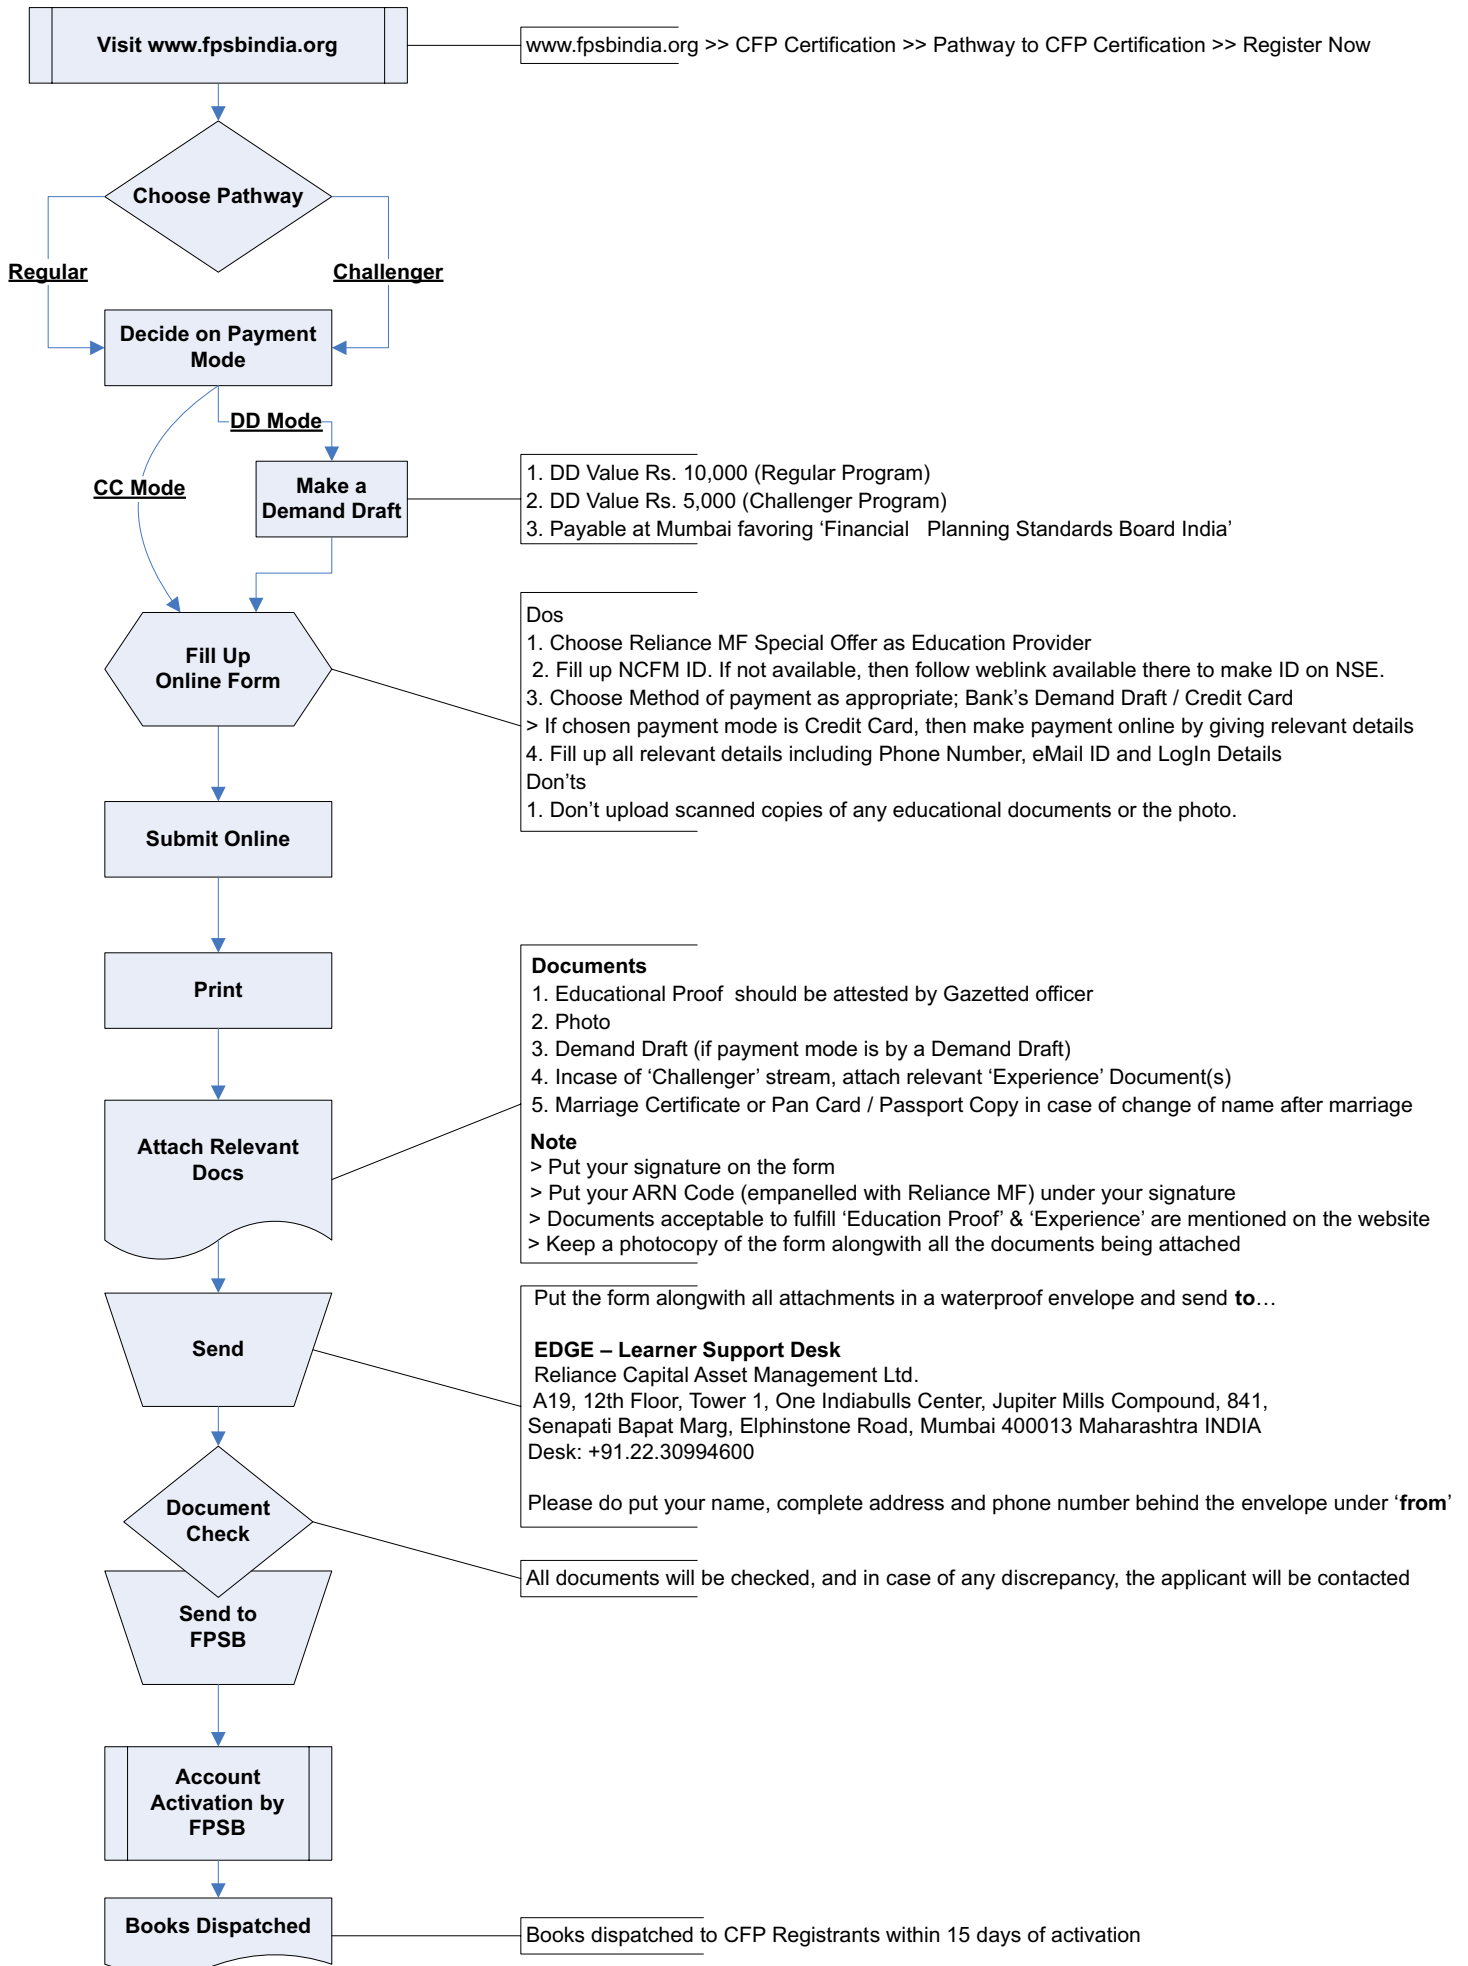 Visit www.fpsbindia.org
www.fpsbindia.org >> CFP Certification >> Pathway to CFP Certification >> Register Now
Choose Pathway
Regular
Challenger
Decide on Payment
Mode
DD Mode
CC Mode
Make a
Demand Draft
1. DD Value Rs. 10,000 (Regular Program)
2. DD Value Rs. 5,000 (Challenger Program)
3. Payable at Mumbai favoring ‘Financial   Planning Standards Board India’
Fill Up
Online Form
Dos
1. Choose Reliance MF Special Offer as Education Provider
2. Fill up NCFM ID. If not available, then follow weblink available there to make ID on NSE.
3. Choose Method of payment as appropriate; Bank’s Demand Draft / Credit Card
> If chosen payment mode is Credit Card, then make payment online by giving relevant details
4. Fill up all relevant details including Phone Number, eMail ID and LogIn Details
Don’ts
1. Don’t upload scanned copies of any educational documents or the photo.
Submit Online
Print
Documents
1. Educational Proof  should be attested by Gazetted officer
2. Photo
3. Demand Draft (if payment mode is by a Demand Draft)
4. Incase of ‘Challenger’ stream, attach relevant ‘Experience’ Document(s)
5. Marriage Certificate or Pan Card / Passport Copy in case of change of name after marriage
Note
> Put your signature on the form
> Put your ARN Code (empanelled with Reliance MF) under your signature
> Documents acceptable to fulfill ‘Education Proof’ & ‘Experience’ are mentioned on the website
> Keep a photocopy of the form alongwith all the documents being attached
Attach Relevant
Docs
Send
Put the form alongwith all attachments in a waterproof envelope and send to…
EDGE – Learner Support Desk
Reliance Capital Asset Management Ltd.
A19, 12th Floor, Tower 1, One Indiabulls Center, Jupiter Mills Compound, 841,
Senapati Bapat Marg, Elphinstone Road, Mumbai 400013 Maharashtra INDIA
Desk: +91.22.30994600
Please do put your name, complete address and phone number behind the envelope under ‘from’
Document
Check
All documents will be checked, and in case of any discrepancy, the applicant will be contacted
Send to
FPSB
Account
Activation by
FPSB
Books Dispatched
Books dispatched to CFP Registrants within 15 days of activation